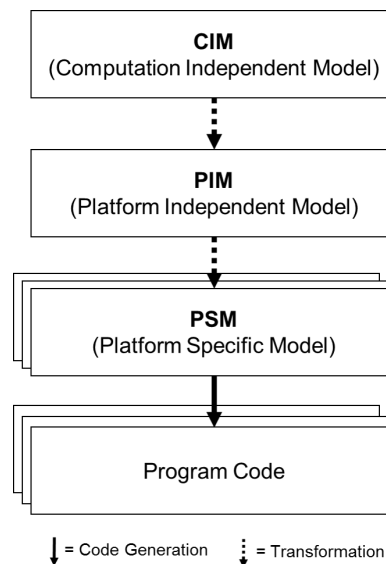 CIM
(Computation Independent Model)
PIM
(Platform Independent Model)
PSM
(Platform Specific Model)
Program Code
= Code Generation = Transformation